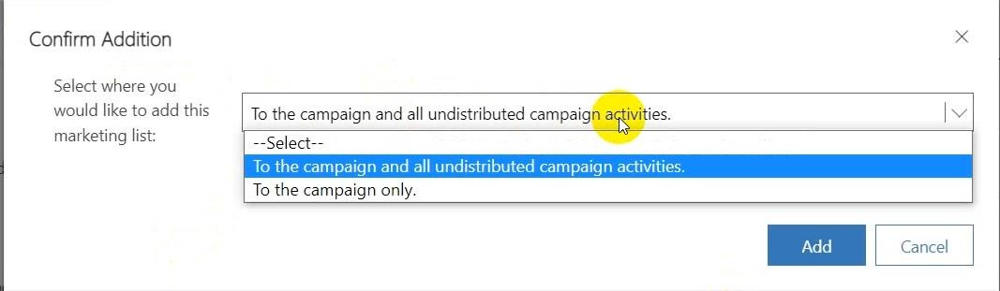 Confirm Addition
Select where you
would like to add this
marketing list:
To the campaign and all undistributed campaign activities.
--Select--
To the campaign and all undistributed campaign activities.
To the campaign only.
Add
Cancel